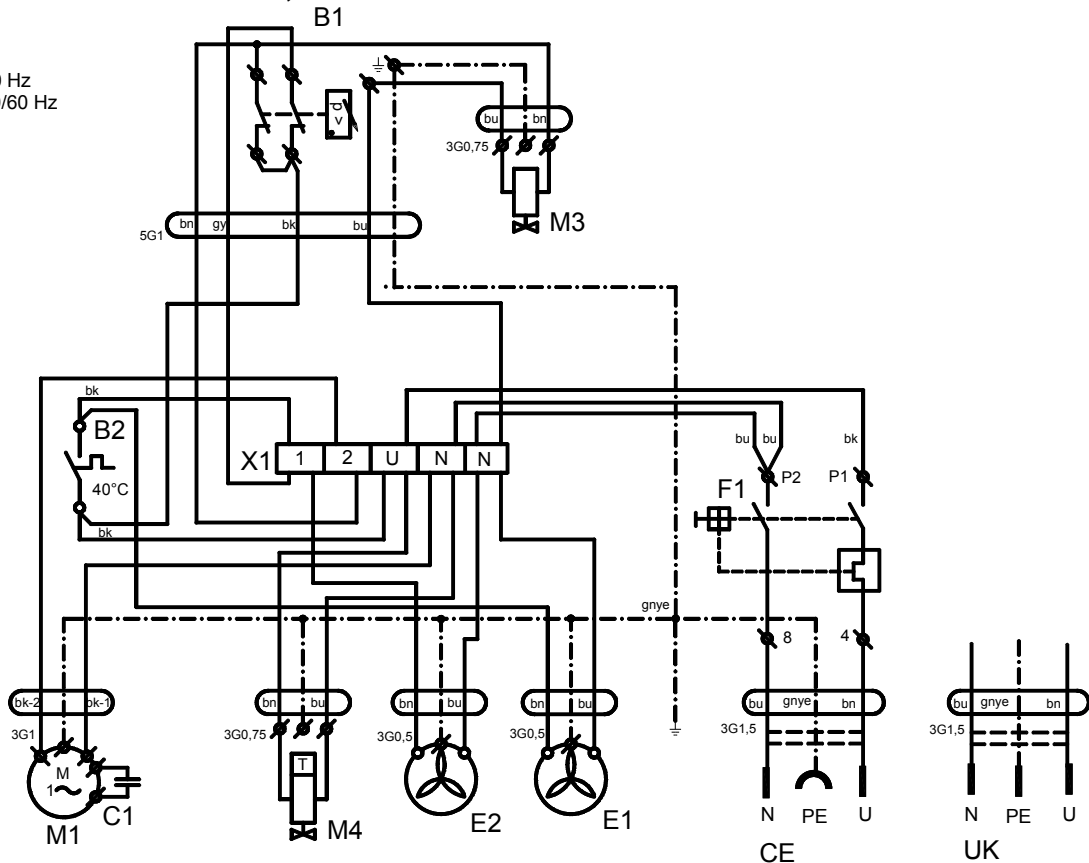 B1
Hz
/60 Hz
d
>
bu bn
3G0,75
M3
bn gy bk bu
5G1
bk
B2
X1 1 2 U N N
40°C
bk
bu bu bk
P2 P1
F1
gnye
8 4
bk-2 bk-1
3G1
M
1
M1
C1
bn bu
3G0,75
T
M4
bn bu
3G0,5
E2
bn bu
3G0,5
E1
bu gnye bn
3G1,5
N PE U
CE
bu gnye bn
3G1,5
N PE U
UK